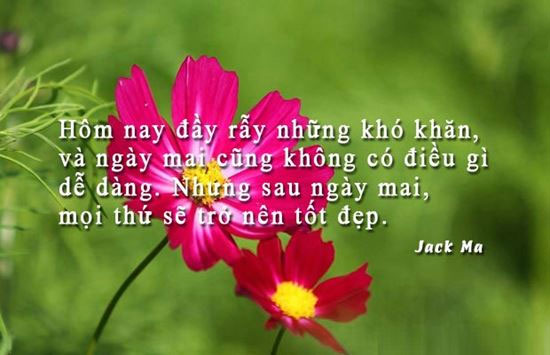 Hôm nay đầy rẫy những khó khăn,
và ngày mai cũng không có điều gì
dễ dàng. Nhưng sau ngày mai,
mọi thứ sẽ trở nên tốt đẹp.
Jack Ma